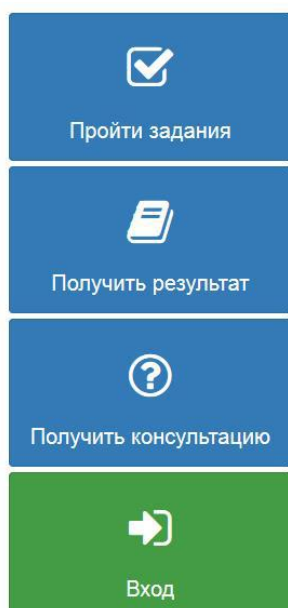 Пройти задания
Получить результат
Получить консультацию
Вход